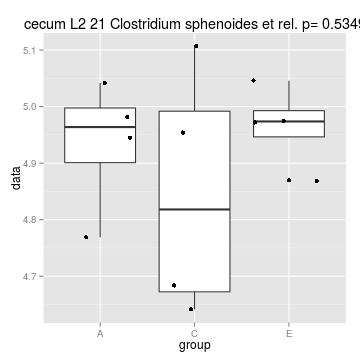 cecum L2 21 Clostridium sphenoides et rel. p= 0.5349
5.1
5.0
4.9
4.8
4.7
data
A C E
group